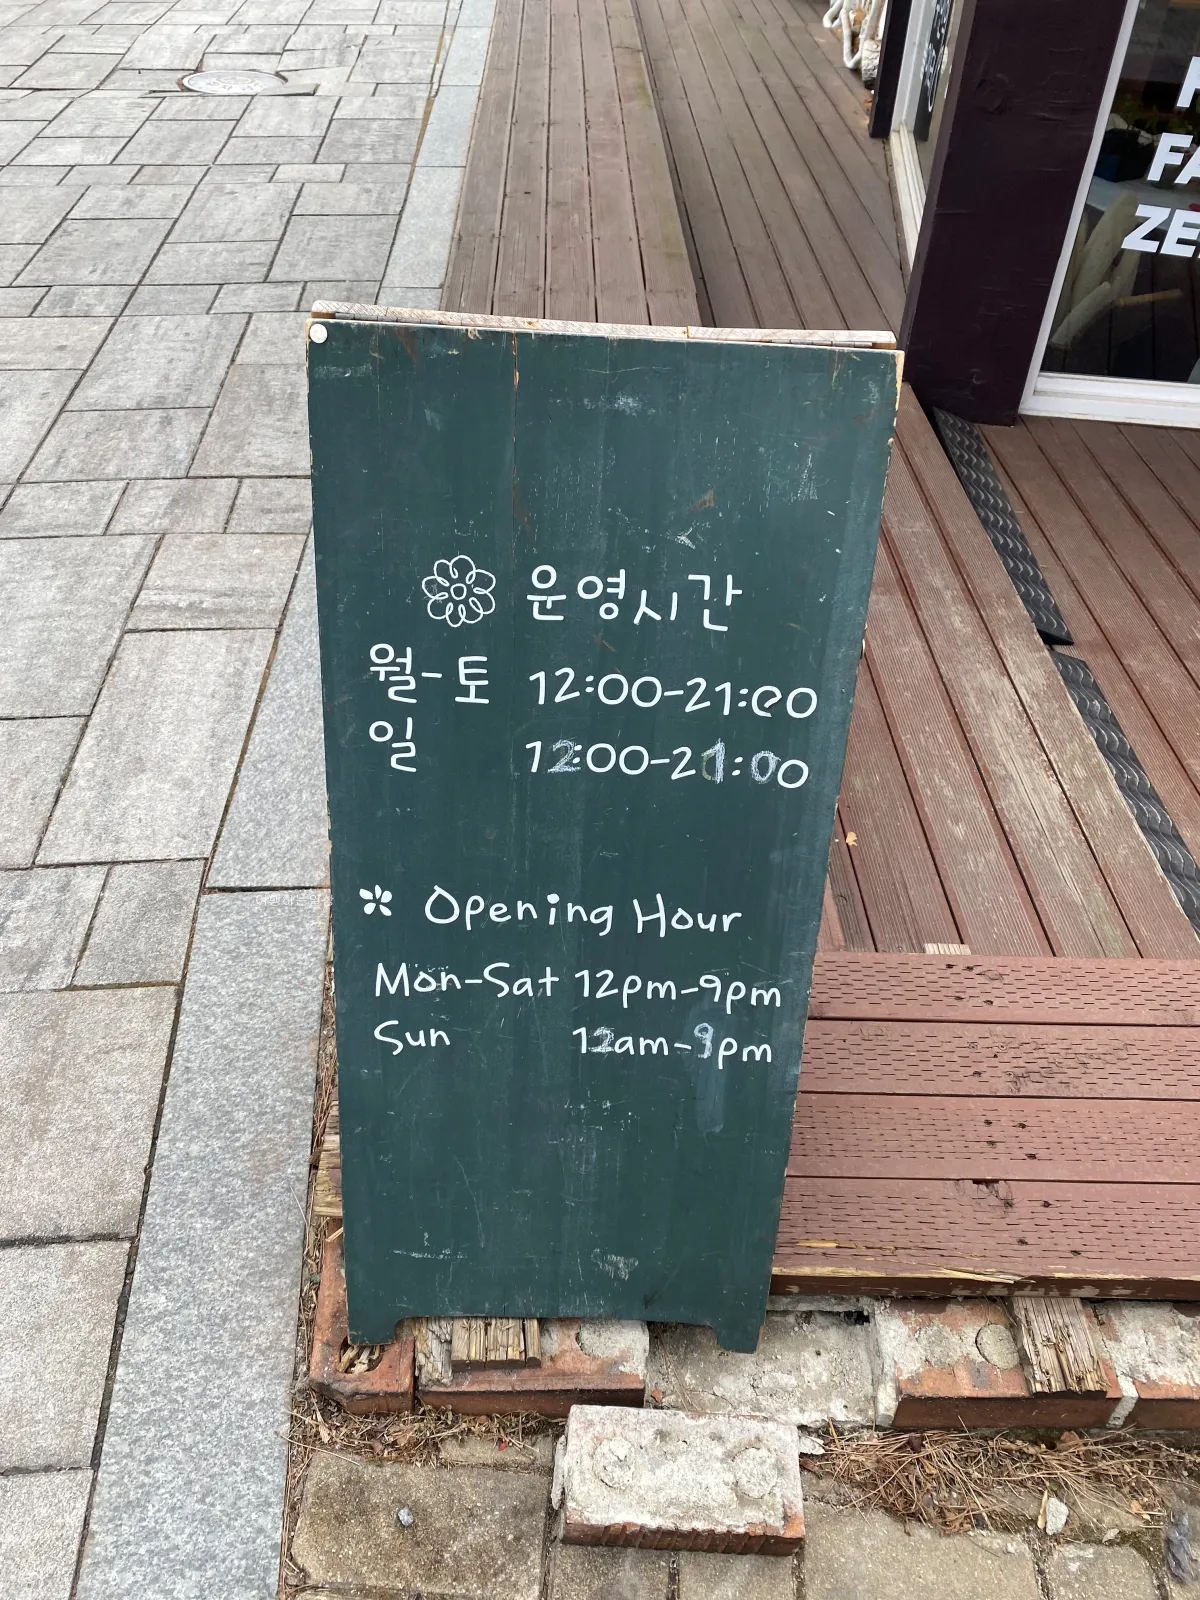 운영시간
월-토 12:00-21:00
일 12:00-21:00
Opening Hour
Mon-Sat 12pm-9pm
Sun 12am-9pm